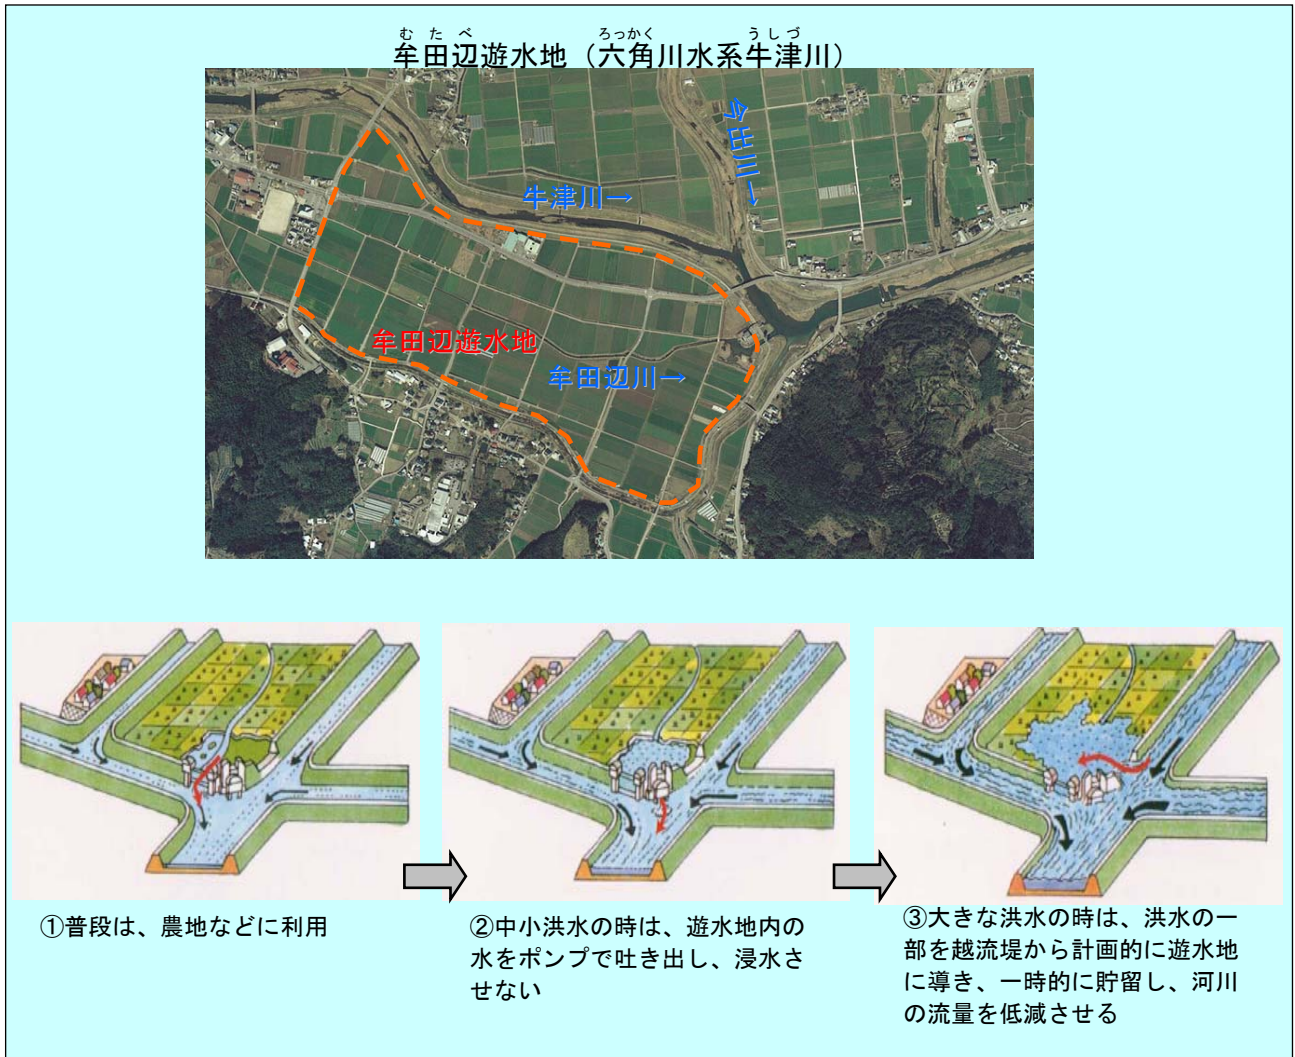 むたべ ろっかく うしづ
牟田辺遊水地（六角川水系牛津川）
今出川→
牛津川→
牟田辺遊水地
牟田辺川→
①普段は、農地などに利用
②中小洪水の時は、遊水地内の
水をポンプで吐き出し、浸水さ
せない
③大きな洪水の時は、洪水の一
部を越流堤から計画的に遊水地
に導き、一時的に貯留し、河川
の流量を低減させる